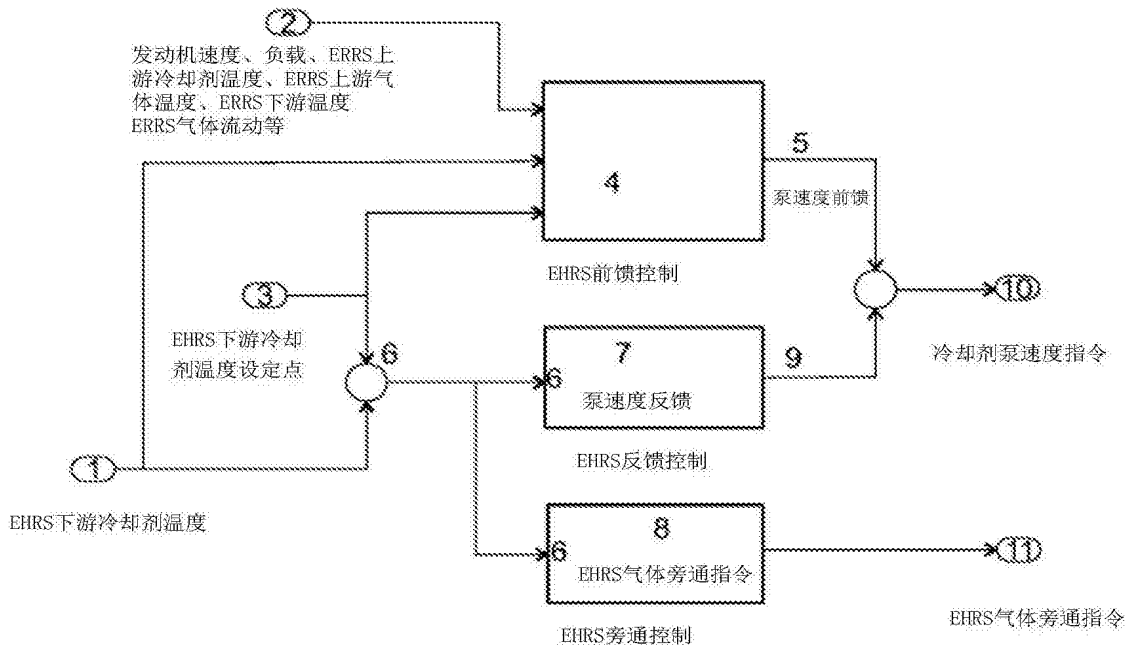 2
发动机速度、负载、ERRS上
游冷却剂温度、ERRS上游气
体温度、ERRS下游温度
ERRS气体流动等
4
5
泵速度前馈
EHRS前馈控制
3
EHRS下游冷却
剂温度设定点
10
冷却剂泵速度指令
6
6
7
泵速度反馈
9
EHRS反馈控制
1
EHRS下游冷却剂温度
6
8
EHRS气体旁通指令
11
EHRS气体旁通指令
EHRS旁通控制